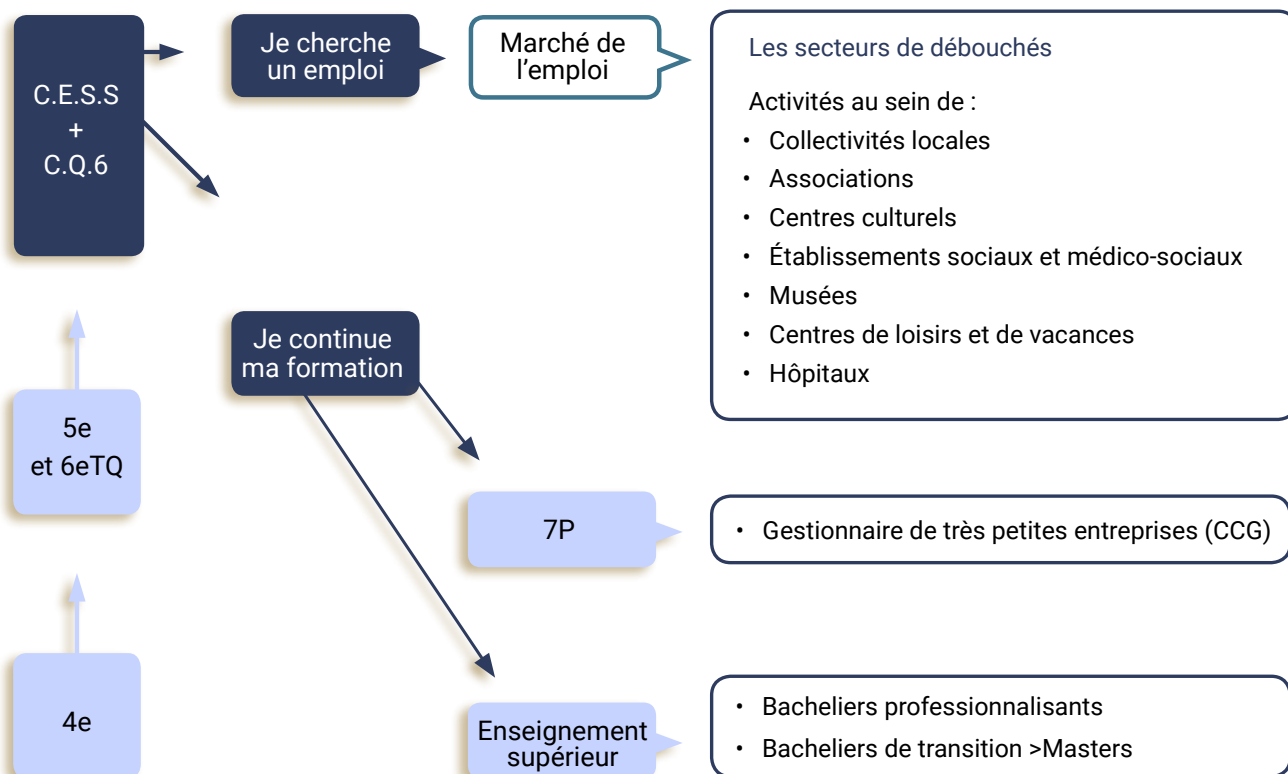 C.E.S.S
+
C.Q.6
Je cherche
un emploi
Marché de
l'emploi
Les secteurs de débouchés
Activités au sein de :
• Collectivités locales
• Associations
• Centres culturels
• Établissements sociaux et médico-sociaux
• Musées
• Centres de loisirs et de vacances
• Hôpitaux
Je continue
ma formation
5e
et 6eTQ
7P
• Gestionnaire de très petites entreprises (CCG)
4e
Enseignement
supérieur
• Bacheliers professionnalisants
• Bacheliers de transition >Masters